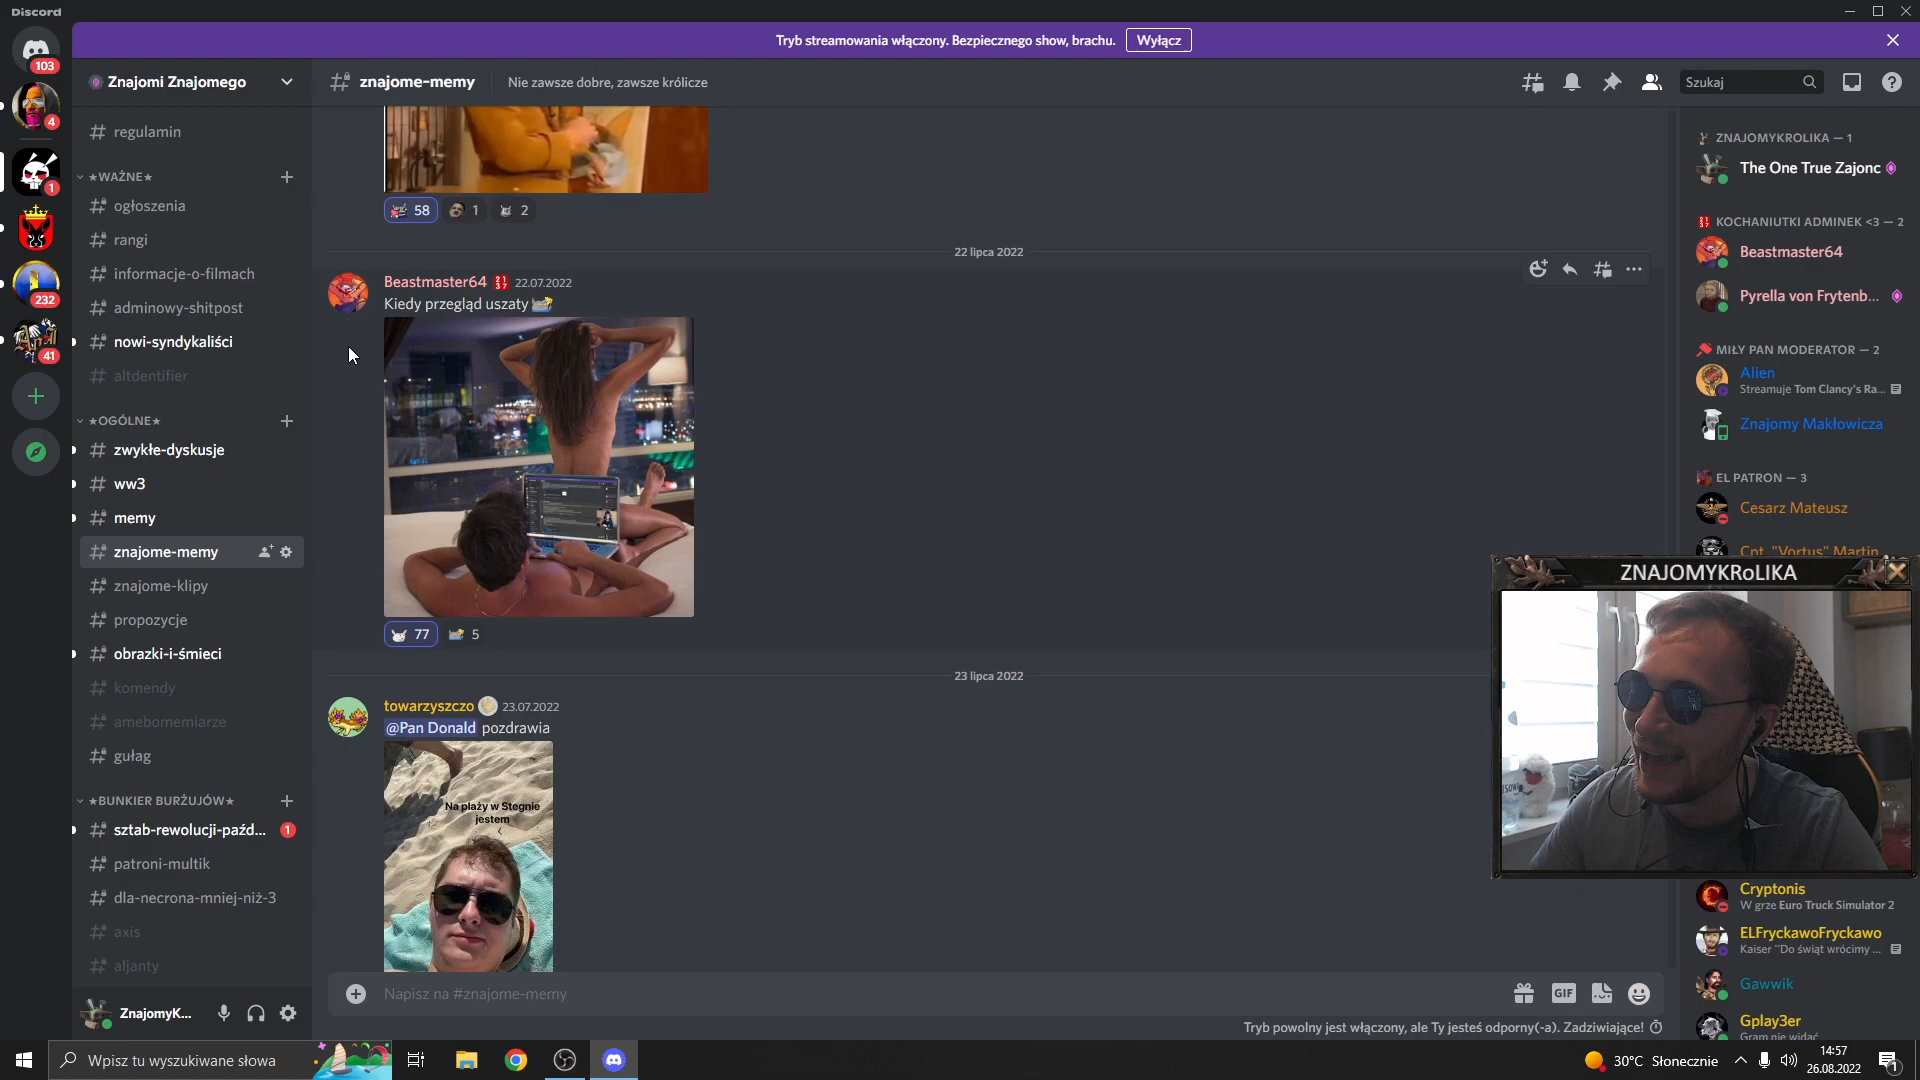 Discord
Tryb streamowania włączony. Bezpiecznego show, brachu.
Wyłącz
103
4
1
232
41
Znajomi Znajomego
znajome-memy
Nie zawsze dobre, zawsze królicze
Szukaj
regulamin
★WAŻNE★
ogłoszenia
rangi
informacje-o-filmach
adminowy-shitpost
nowi-syndykaliści
altdentifier
★OGÓLNE★
zwykłe-dyskusje
ww3
memy
znajome-memy
znajome-klipy
propozycje
obrazki-i-śmieci
komendy
amebomemiarze
gułag
★BUNKIER BURŻUJÓW★
sztab-rewolucji-paźd...
1
patroni-multik
dla-necrona-mniej-niż-3
axis
aljanty
ZnajomyK...
58
1
2
22 lipca 2022
Beastmaster64
22.07.2022
Kiedy przegląd uszaty
77
5
23 lipca 2022
towarzyszczo
23.07.2022
@Pan Donald pozdrawia
Na plaży w Stegnie
jestem
Napisz na #znajome-memy
GIF
Tryb powolny jest włączony, ale Ty jesteś odporny(-a). Zadziwiające!
ZNAJOMYKROLIKA — 1
The One True Zajonc
KOCHANIUTKI ADMINEK <3 — 2
Beastmaster64
Pyrella von Frytenb...
MIŁY PAN MODERATOR — 2
Alien
Streamuje Tom Clancy's Ra...
Znajomy Makłowicza
EL PATRON — 3
Cesarz Mateusz
Cpt. "Vortus" Martin
ZNAJOMYKRoLIKA
Cryptonis
W grze Euro Truck Simulator 2
ELFryckawoFryckawo
Kaiser "Do świąt wrócimy ...
Gawwik
Gplay3er
Gram nie widać
Wpisz tu wyszukiwane słowa
30°C Słonecznie
14:57
26.08.2022
1